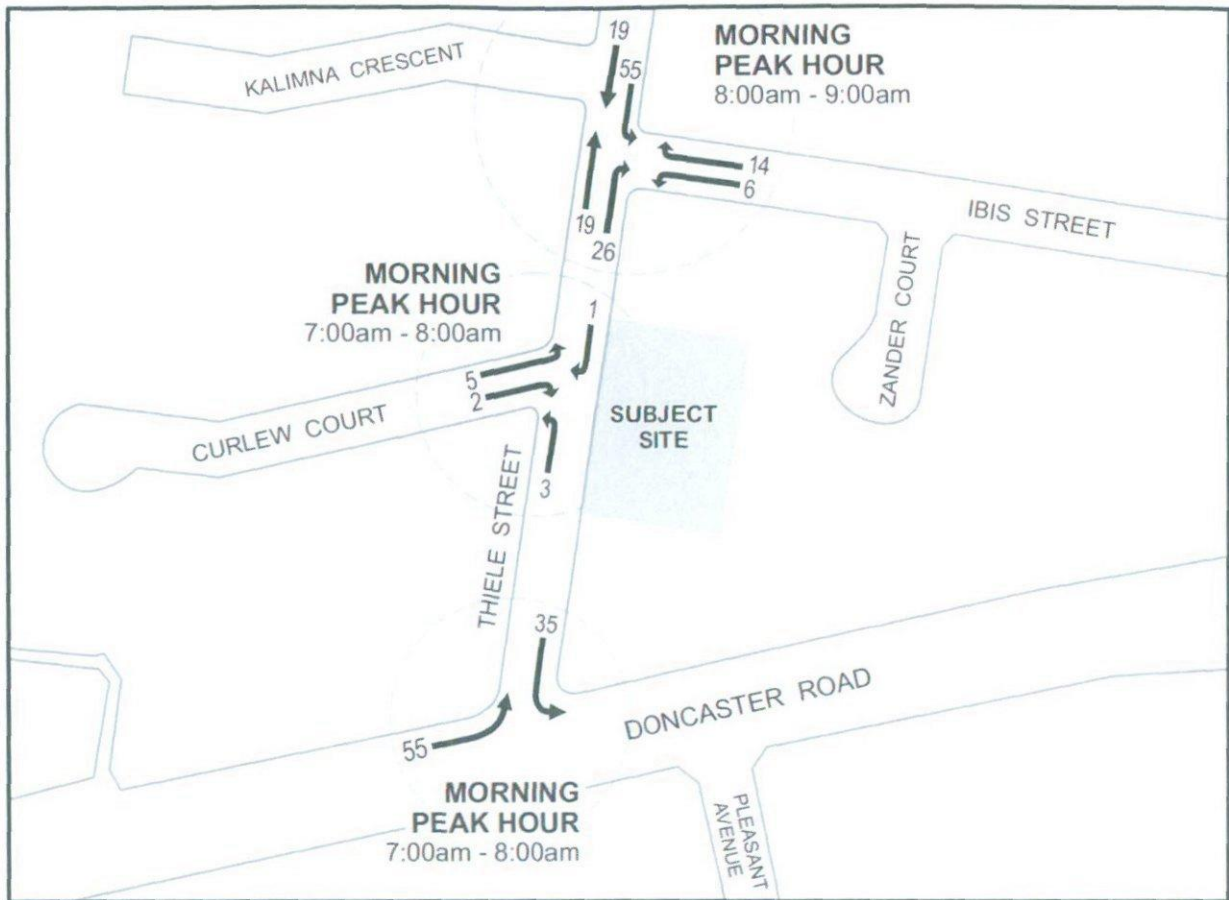 19
KALIMNA CRESCENT
55
MORNING
PEAK HOUR
8:00am - 9:00am
14
6
19
26
IBIS STREET
ZANDER COURT
MORNING
PEAK HOUR
7:00am - 8:00am
1
5
2
CURLEW COURT
SUBJECT
SITE
3
THIELE STREET
35
DONCASTER ROAD
55
MORNING
PEAK HOUR
7:00am - 8:00am
PLEASANT
AVENUE